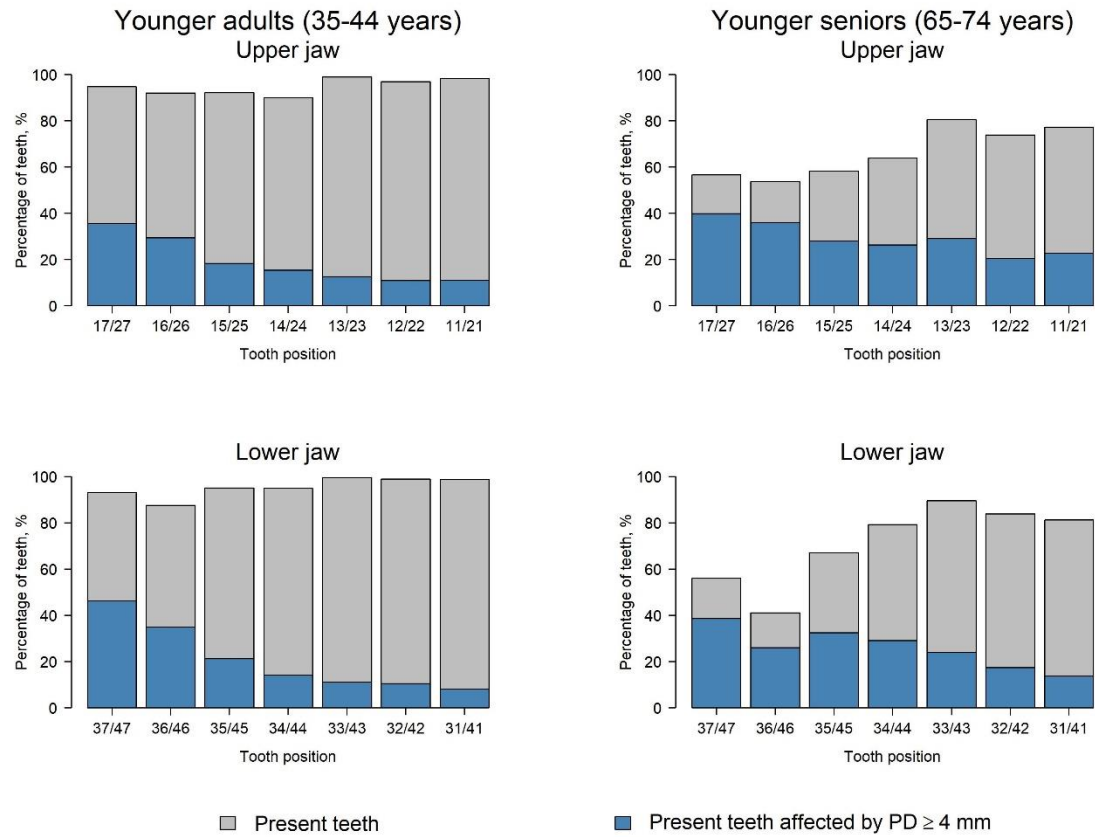 Younger adults (35-44 years)
Upper jaw
Percentage of teeth, %
100
80
60
40
20
0
17/27 16/26 15/25 14/24 13/23 12/22 11/21
Tooth position
Younger seniors (65-74 years)
Upper jaw
Percentage of teeth, %
100
80
60
40
20
0
17/27 16/26 15/25 14/24 13/23 12/22 11/21
Tooth position
Lower jaw
Percentage of teeth, %
100
80
60
40
20
0
37/47 36/46 35/45 34/44 33/43 32/42 31/41
Tooth position
Lower jaw
Percentage of teeth, %
100
80
60
40
20
0
37/47 36/46 35/45 34/44 33/43 32/42 31/41
Tooth position
Present teeth
Present teeth affected by PD ≥ 4 mm